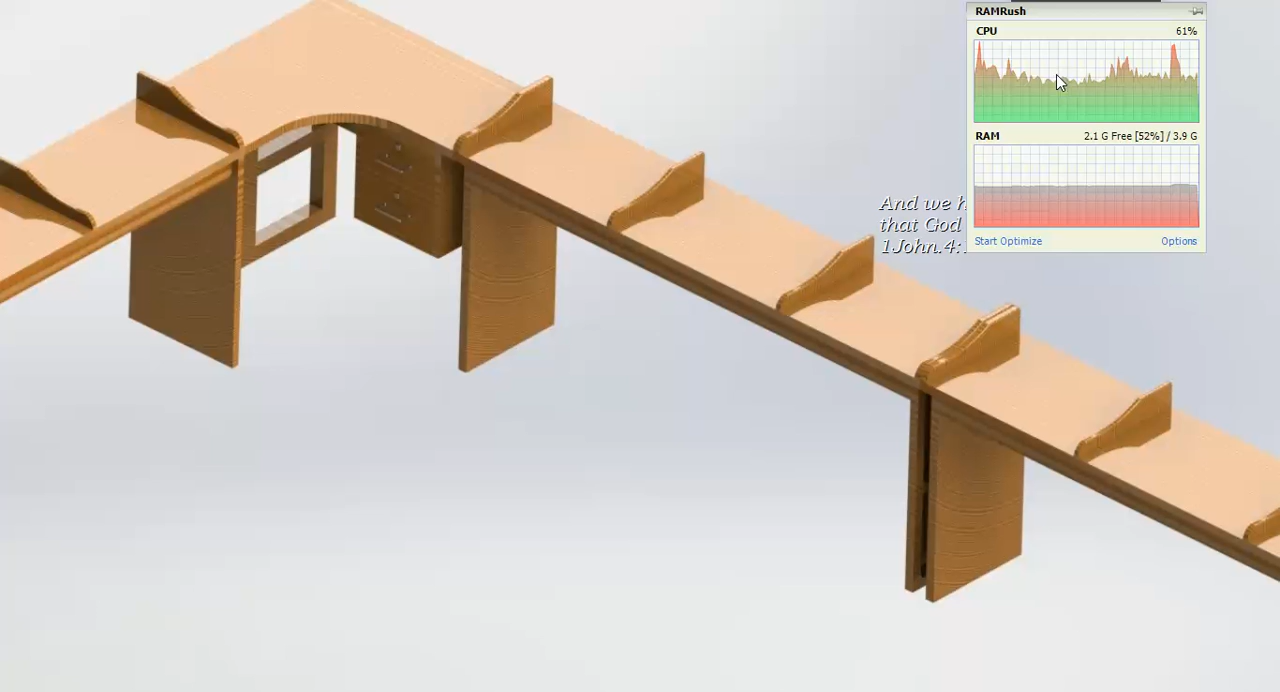 RAMRush
CPU 61%
RAM 2.1 G Free [52%] / 3.9 G
And we
that God
1John.4:
Start Optimize Options